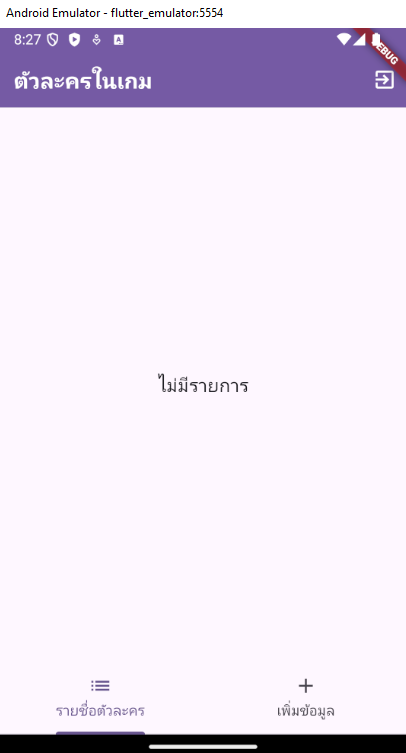 Android Emulator - flutter_emulator:5554
8:27
DEBUG
ตัวละครในเกม
ไม่มีรายการ
รายชื่อตัวละคร
เพิ่มข้อมูล